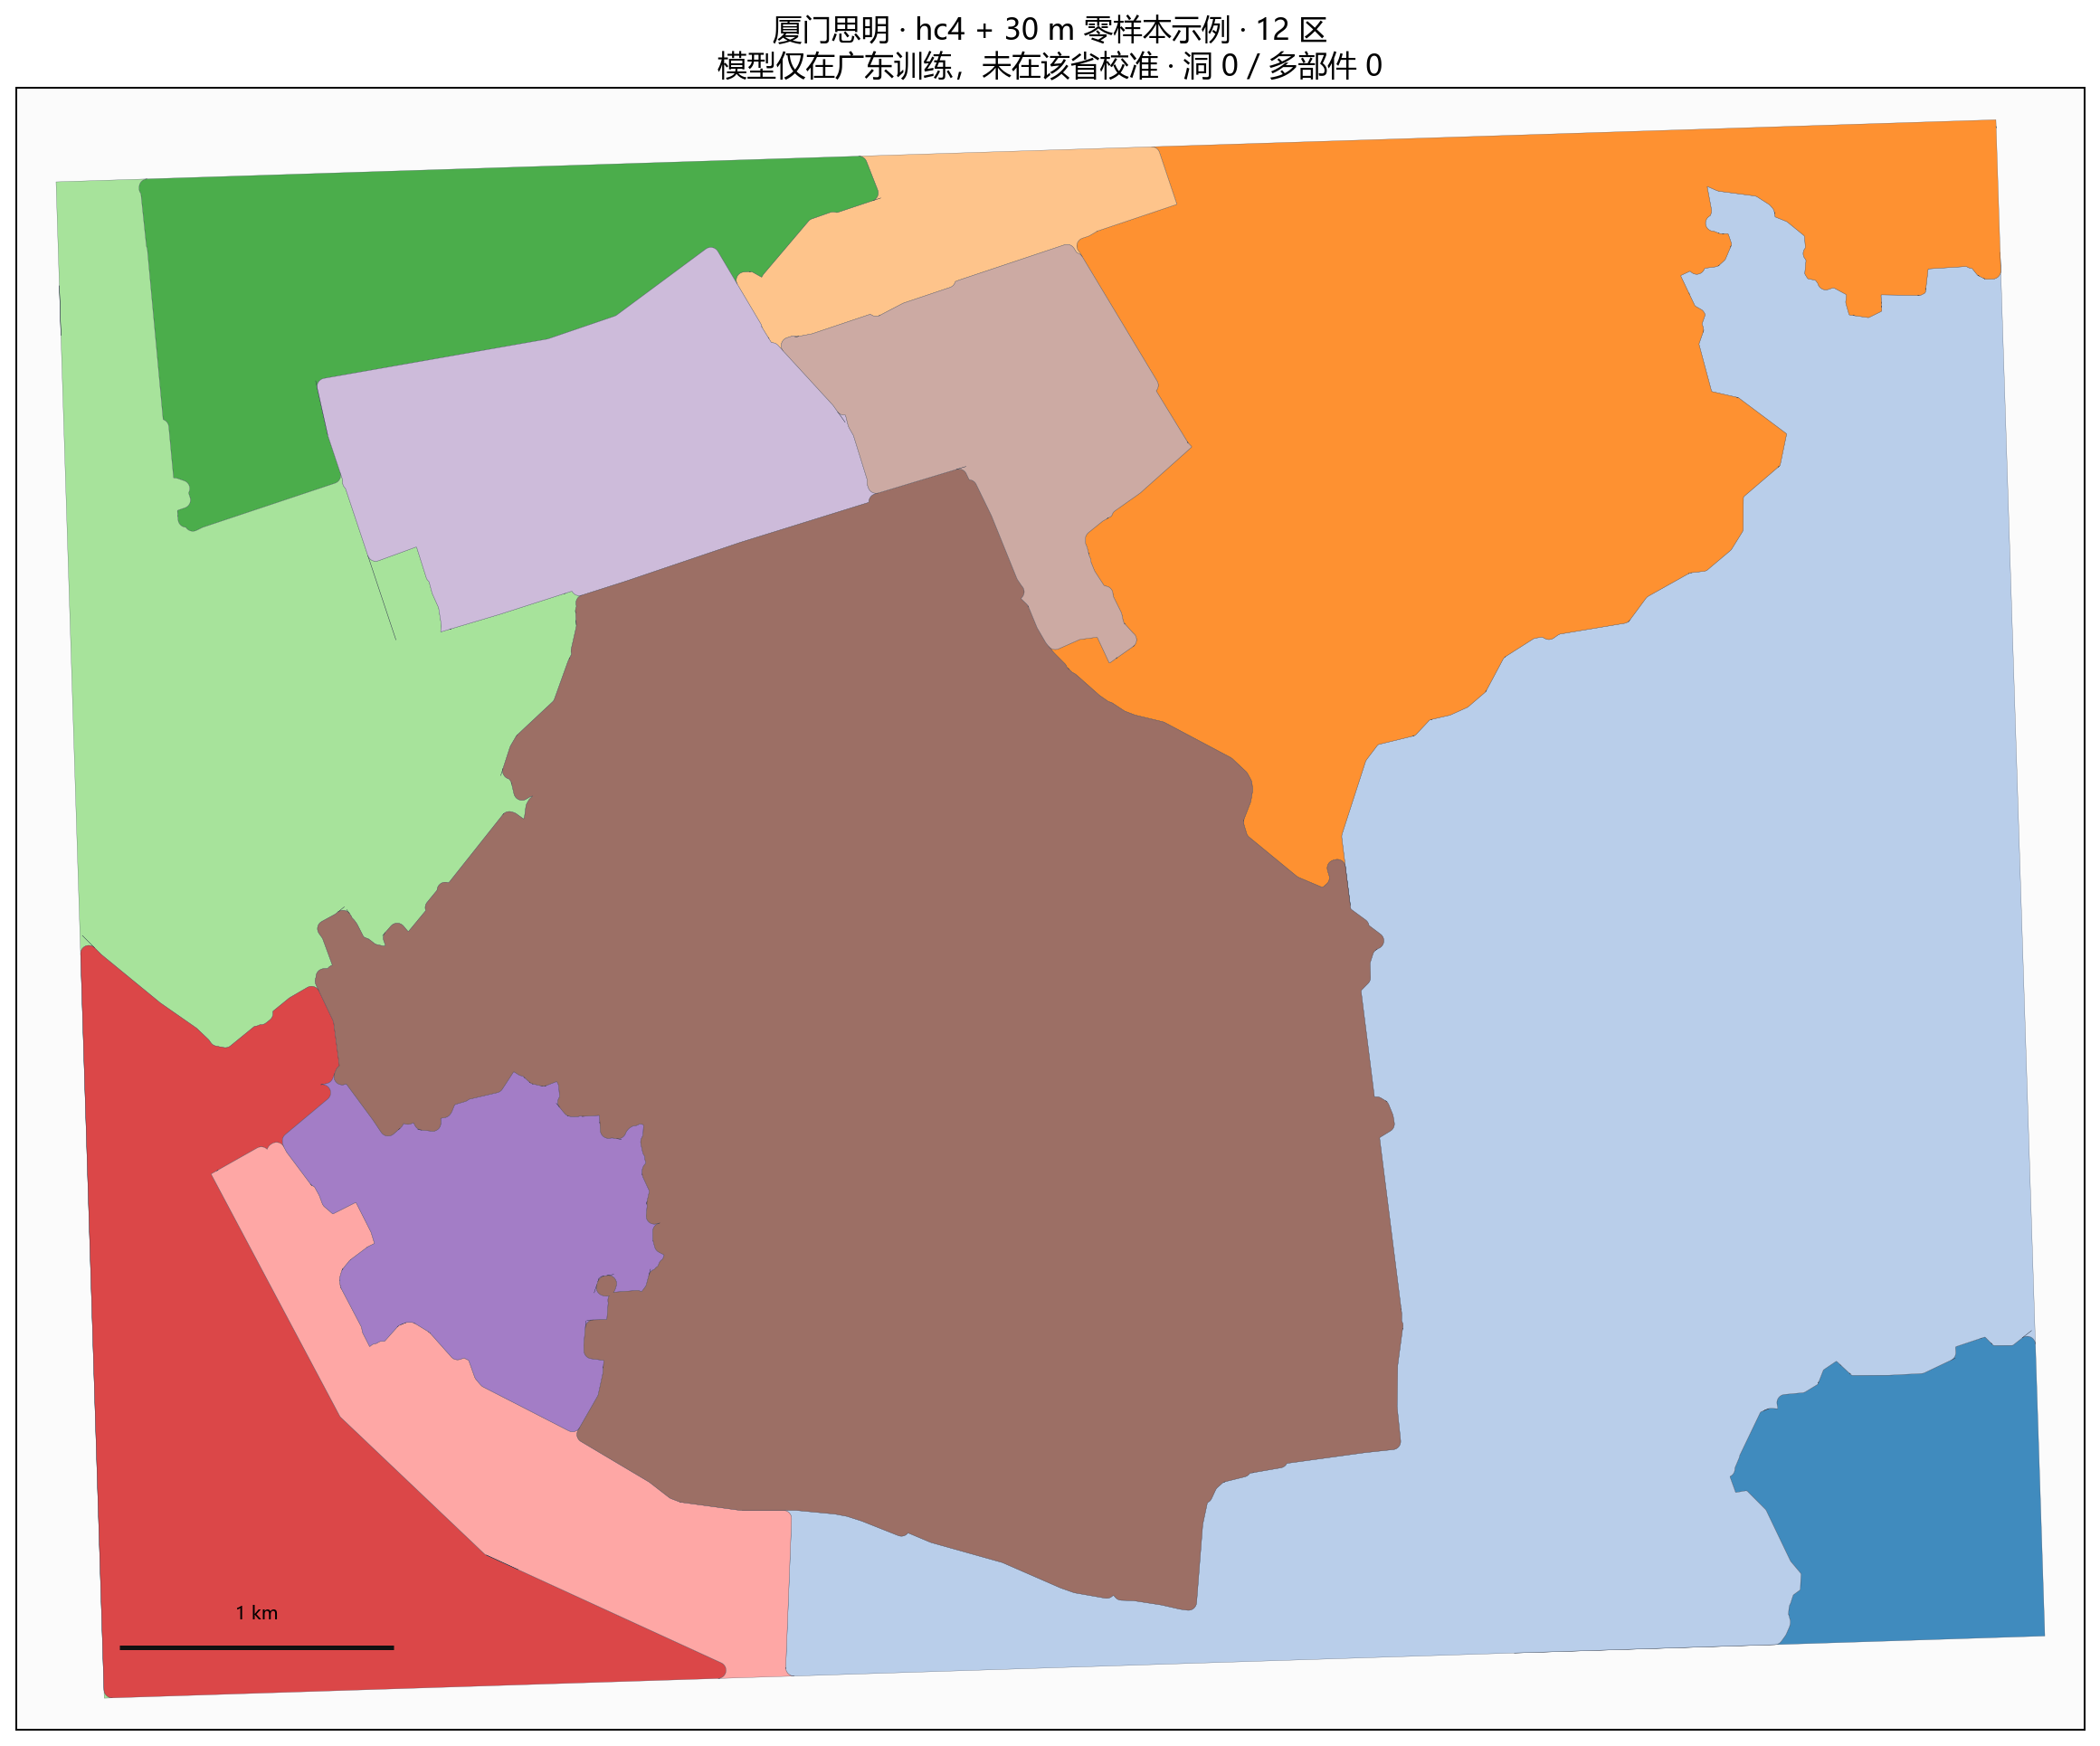 厦门思明 · hc4 + 30 m 零样本示例 · 12 区
模型仅在广东训练，未在该省校准 · 洞 0 / 多部件 0
1 km